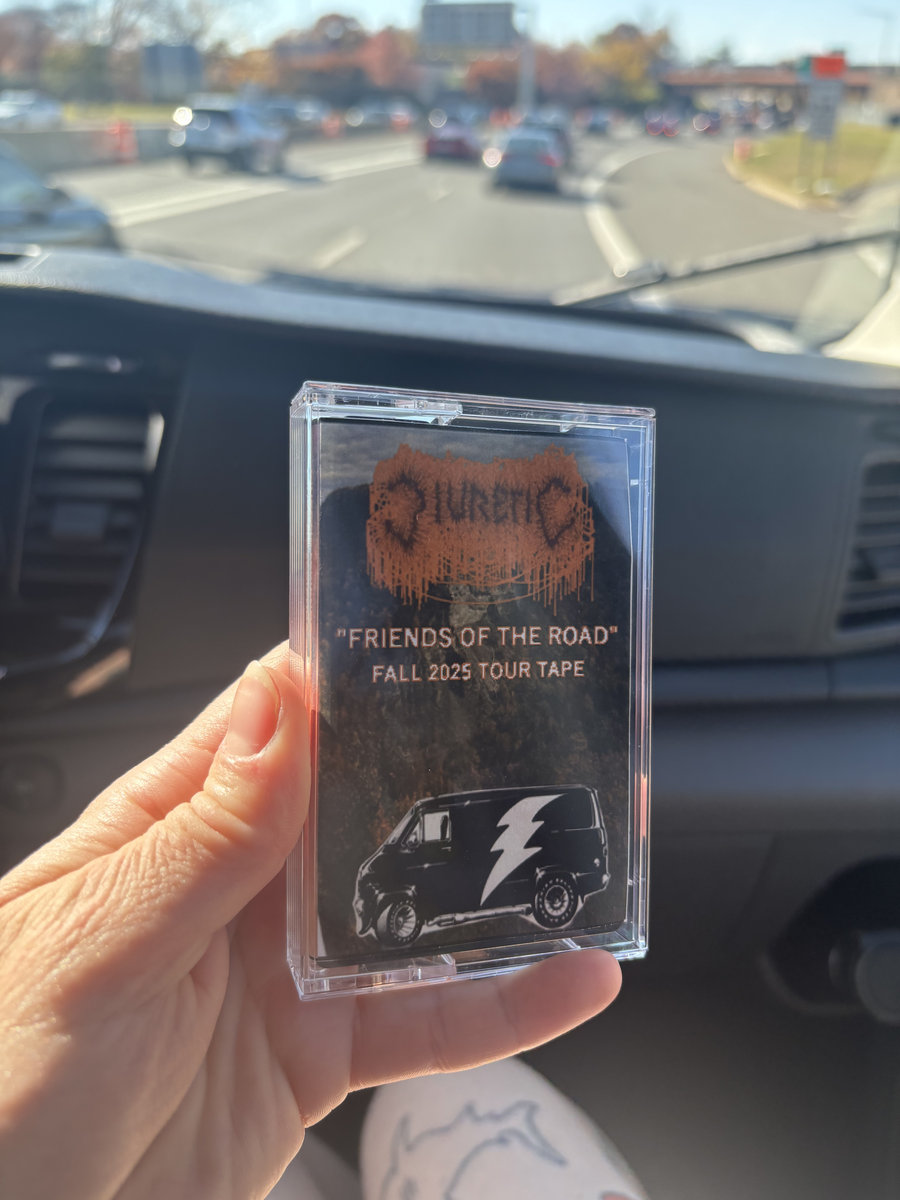 DIURETIC
"FRIENDS OF THE ROAD"
FALL 2025 TOUR TAPE